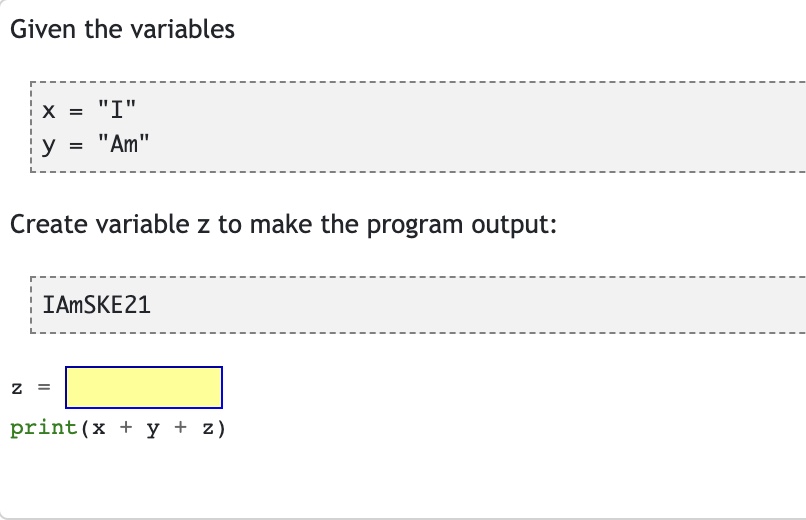 Given the variables
x = "I"
y = "Am"
Create variable z to make the program output:
IAmSKE21
z =
print(x + y + z)